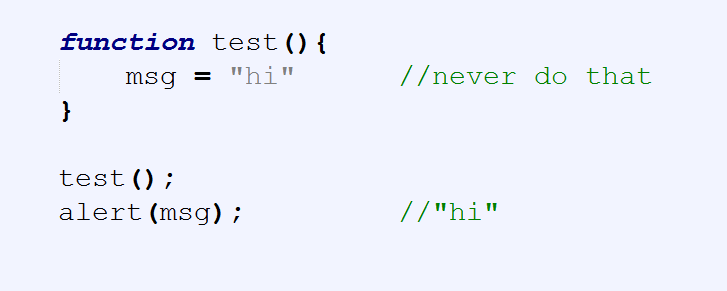 function test(){
    msg = "hi"      //never do that
}
test();
alert(msg);         //"hi"